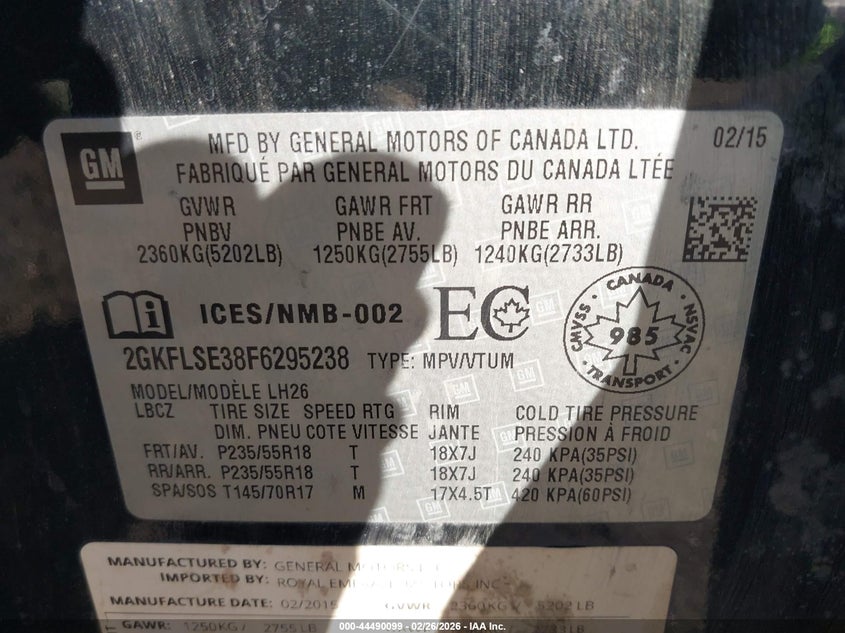 GM
®
MFD BY GENERAL MOTORS OF CANADA LTD.
02/15
FABRIQUÉ PAR GENERAL MOTORS DU CANADA LTÉE
GVWR GAWR FRT GAWR RR
PNBV PNBE AV. PNBE ARR.
2360KG(5202LB) 1250KG(2755LB) 1240KG(2733LB)
ICES/NMB-002
EC
CANADA
CMVSS
NSVAC
985
TRANSPORT
2GKFLSE38F6295238 TYPE: MPV/VTUM
MODEL/MODÈLE LH26
LBCZ TIRE SIZE SPEED RTG RIM COLD TIRE PRESSURE
DIM. PNEU COTE VITESSE JANTE PRESSION À FROID
FRT/AV. P235/55R18 T 18X7J 240 KPA(35PSI)
RR/ARR. P235/55R18 T 18X7J 240 KPA(35PSI)
SPA/SOS T145/70R17 M 17X4.5T 420 KPA(60PSI)
MANUFACTURED BY: GENERAL
IMPORTED BY: ROYAL MOTORS INC
MANUFACTURE DATE: 02/2015 GVWR 2360KG / 5202LB
GAWR: 1250KG / 2755LB 2733LB
000-44490099 | 02/26/2026 | IAA Inc.